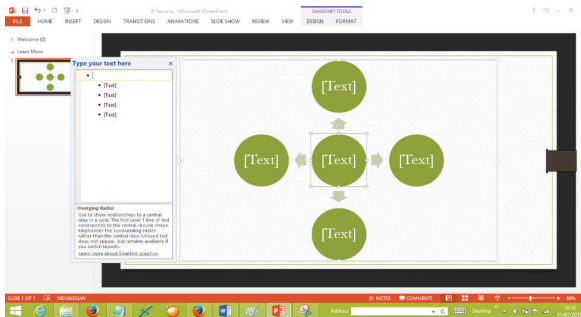 IP Security - Microsoft PowerPoint
SMARTART TOOLS
FILE HOME INSERT DESIGN TRANSITIONS ANIMATIONS SLIDE SHOW REVIEW VIEW DESIGN FORMAT
Welcome (0)
Learn More
1
Type your text here
[Text]
[Text]
[Text]
[Text]
Diverging Radial
Use to show relationships to a central
idea in a cycle. The first Level 1 line of text
corresponds to the central circular shape.
Emphasizes the surrounding circles
rather than the central idea. Unused text
does not appear, but remains available if
you switch layouts.
Learn more about SmartArt graphics
[Text]
[Text] [Text] [Text]
[Text]
SLIDE 1 OF 1 INDONESIAN
NOTES COMMENTS
86%
Address
Desktop